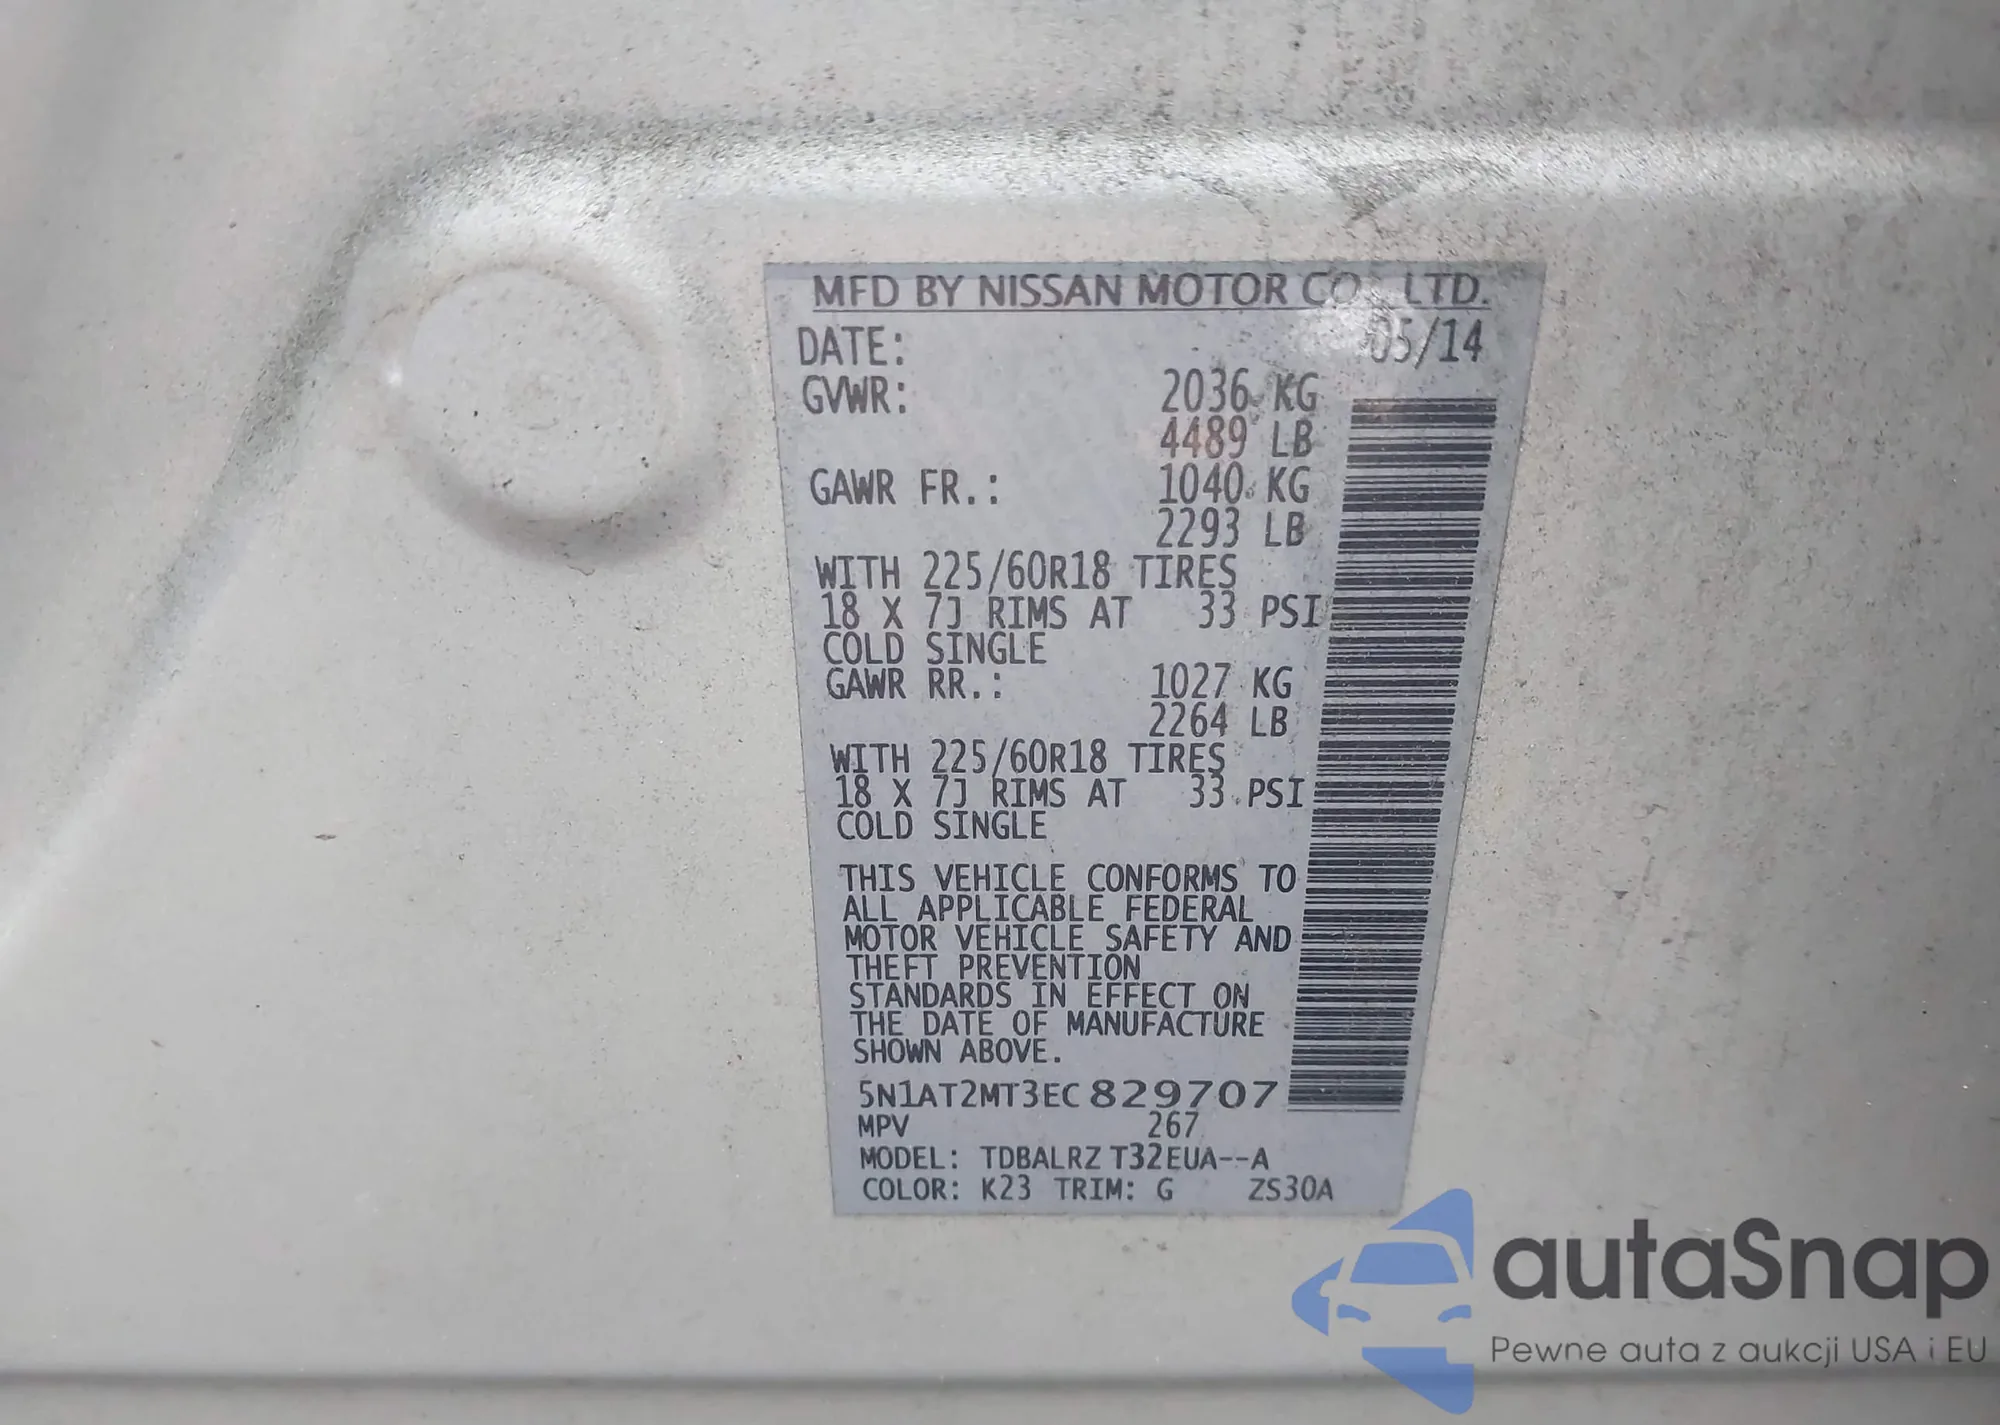 MFD BY NISSAN MOTOR CO., LTD.
DATE: 05/14
GVWR: 2036 KG
4489 LB
GAWR FR.: 1040 KG
2293 LB
WITH 225/60R18 TIRES
18 X 7J RIMS AT 33 PSI
COLD SINGLE
GAWR RR.: 1027 KG
2264 LB
WITH 225/60R18 TIRES
18 X 7J RIMS AT 33 PSI
COLD SINGLE
THIS VEHICLE CONFORMS TO
ALL APPLICABLE FEDERAL
MOTOR VEHICLE SAFETY AND
THEFT PREVENTION
STANDARDS IN EFFECT ON
THE DATE OF MANUFACTURE
SHOWN ABOVE.
5N1AT2MT3EC829707
MPV 267
MODEL: TDBALRZ T32EUA--A
COLOR: K23 TRIM: G ZS30A
autaSnap
Pewne auta z aukcji USA i EU